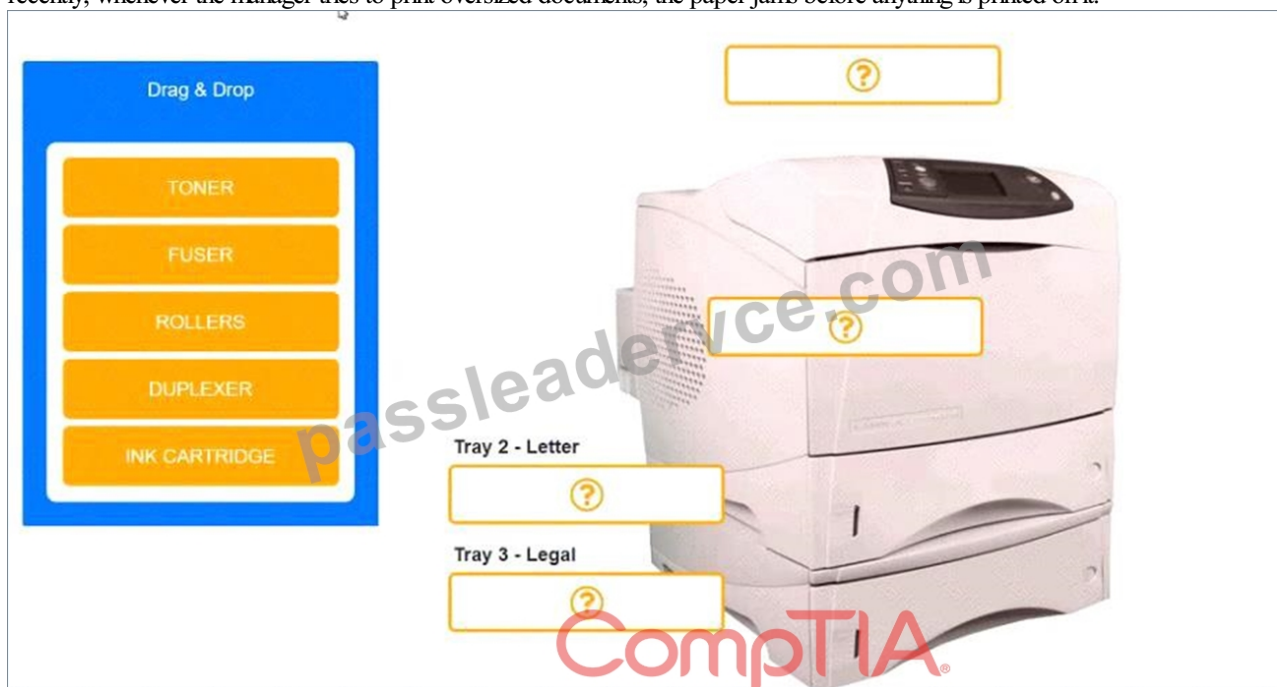 recently, whenever the manager tries to print oversized documents, the paper jams before anything is printed on it.
Drag & Drop
TONER
FUSER
ROLLERS
DUPLEXER
INK CARTRIDGE
?
?
Tray 2 - Letter
?
Tray 3 - Legal
?
passleadervce.com
CompTIA.